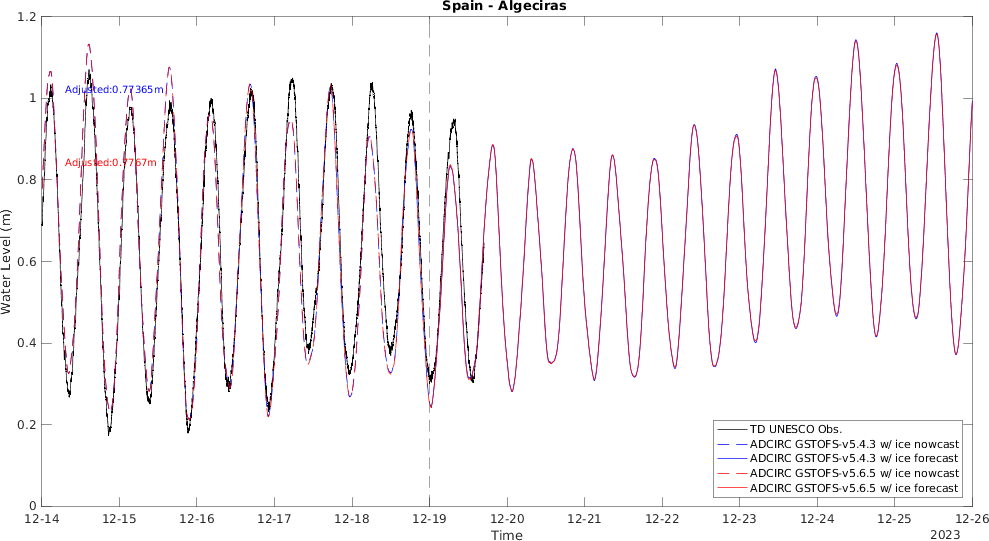 Spain - Algeciras
1.2
1
0.8
0.6
0.4
0.2
0
Water Level (m)
Adjusted:0.77365m
Adjusted:0.7767m
TD UNESCO Obs.
ADCIRC GSTOFS-v5.4.3 w/ ice nowcast
ADCIRC GSTOFS-v5.4.3 w/ ice forecast
ADCIRC GSTOFS-v5.6.5 w/ ice nowcast
ADCIRC GSTOFS-v5.6.5 w/ ice forecast
12-14 12-15 12-16 12-17 12-18 12-19 12-20 12-21 12-22 12-23 12-24 12-25 12-26
Time
2023